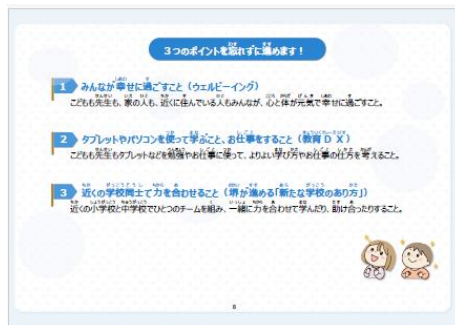 3つのポイントを忘れずに進めます！
1 みんなが幸せに過ごすこと（ウェルビーイング）
こどもも先生も、家の人も、近くに住んでいる人もみんなが、心と体が元気で幸せに過ごすこと。
2 タブレットやパソコンを使って学ぶこと、お仕事をすること（教育DX）
こどもも先生もタブレットなどを勉強やお仕事に使って、よりよい学び方やお仕事の仕方を考えること。
3 近くの学校同士で力を合わせること（堺が進める「新たな学校のあり方」）
近くの小学校と中学校でひとつのチームを組み、一緒に力を合わせて学んだり、助け合ったりすること。
8